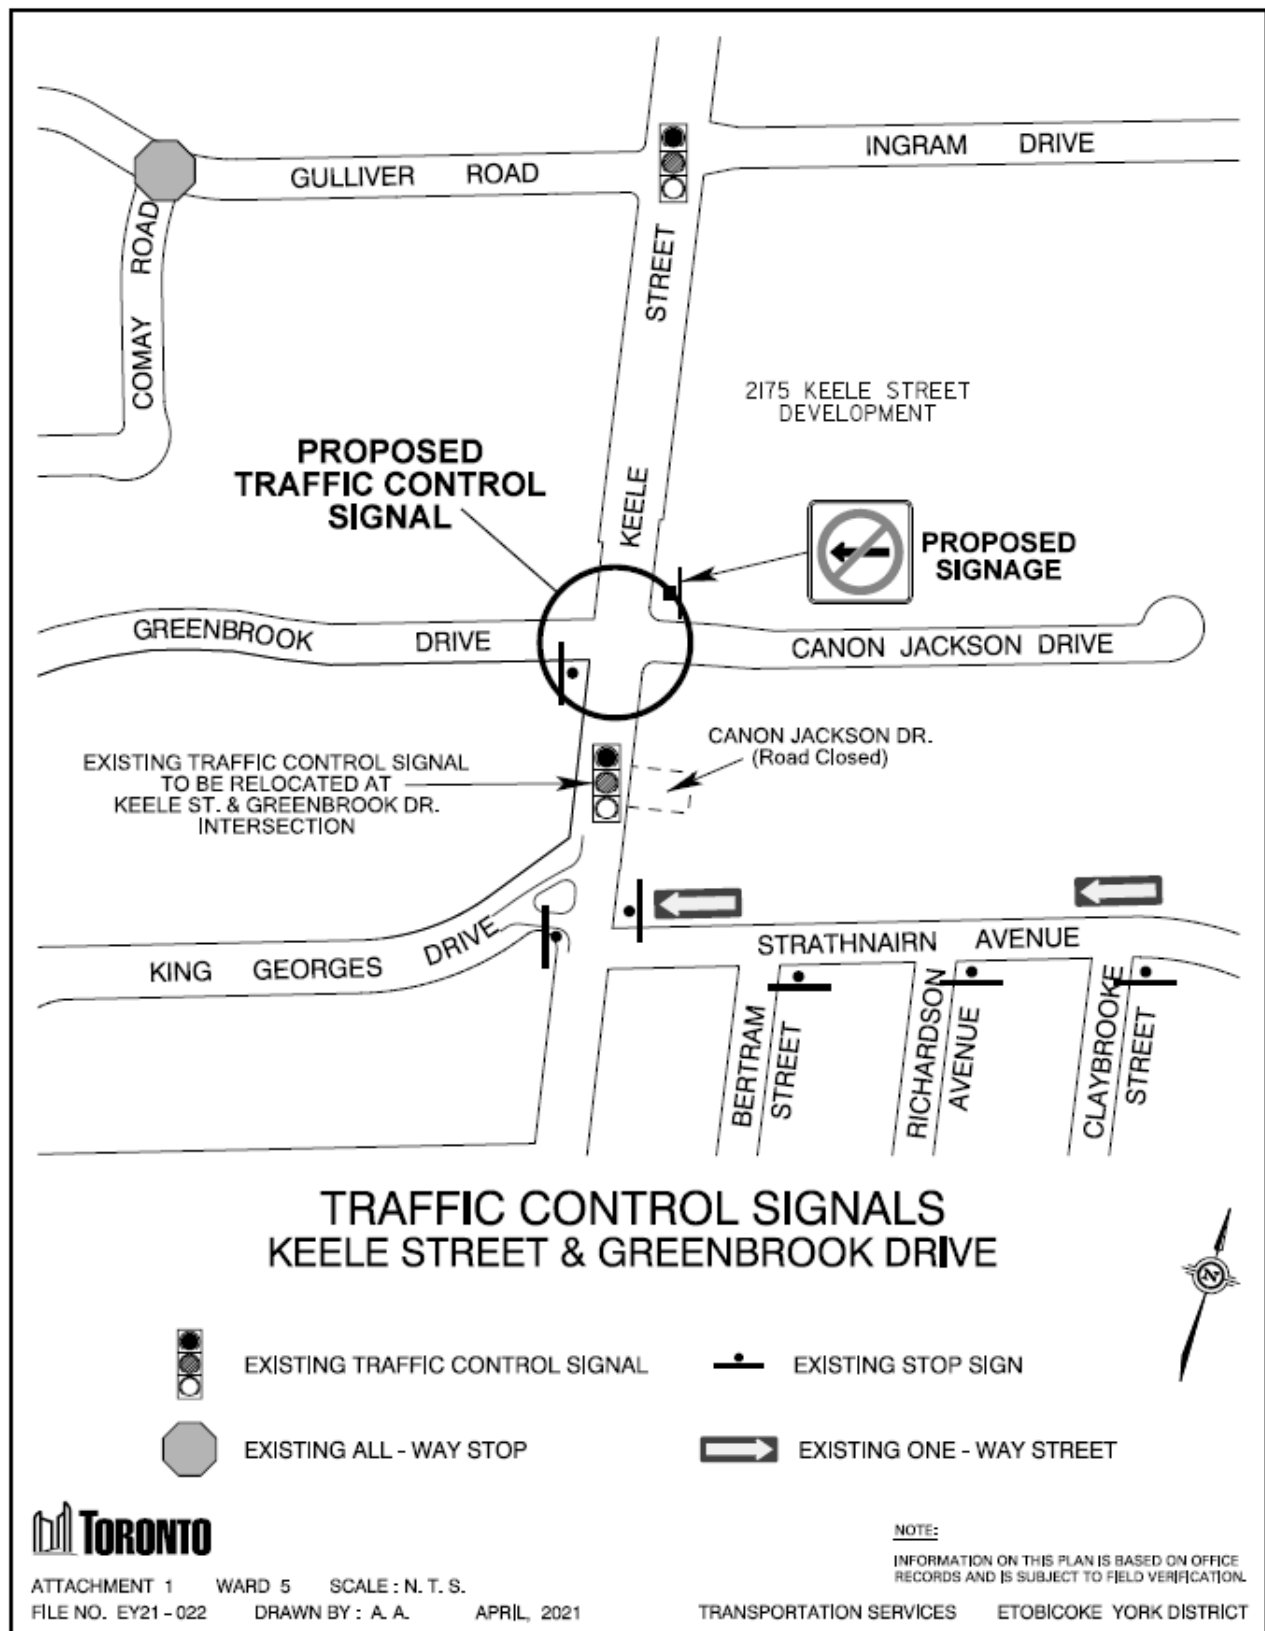 INGRAM DRIVE
GULLIVER ROAD
COMAY ROAD
KEELE STREET
2175 KEELE STREET
DEVELOPMENT
PROPOSED
TRAFFIC CONTROL
SIGNAL
PROPOSED
SIGNAGE
GREENBROOK DRIVE
CANON JACKSON DRIVE
CANON JACKSON DR.
(Road Closed)
EXISTING TRAFFIC CONTROL SIGNAL
TO BE RELOCATED AT
KEELE ST. & GREENBROOK DR.
INTERSECTION
KING GEORGES DRIVE
STRATHNAIRN AVENUE
BERTRAM
STREET
RICHARDSON
AVENUE
CLAYBROOKE
STREET
TRAFFIC CONTROL SIGNALS
KEELE STREET & GREENBROOK DRIVE
N
EXISTING TRAFFIC CONTROL SIGNAL
EXISTING STOP SIGN
EXISTING ALL - WAY STOP
EXISTING ONE - WAY STREET
TORONTO
NOTE:
INFORMATION ON THIS PLAN IS BASED ON OFFICE
RECORDS AND IS SUBJECT TO FIELD VERIFICATION.
ATTACHMENT 1 WARD 5 SCALE : N. T. S.
FILE NO. EY21 - 022 DRAWN BY : A. A. APRIL, 2021
TRANSPORTATION SERVICES ETOBICOKE YORK DISTRICT